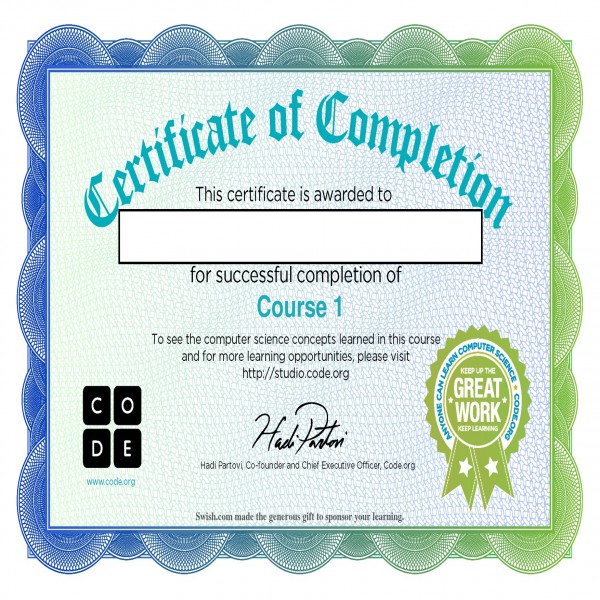 Certificate of Completion
This certificate is awarded to
for successful completion of
Course 1
To see the computer science concepts learned in this course
and for more learning opportunities, please visit
http://studio.code.org
ANYONE CAN LEARN COMPUTER SCIENCE ★ CODE.ORG
KEEP UP THE
GREAT
WORK
KEEP LEARNING
C O
D E
www.code.org
Hadi Partovi
Hadi Partovi, Co-founder and Chief Executive Officer, Code.org
Swish.com made the generous gift to sponsor your learning.